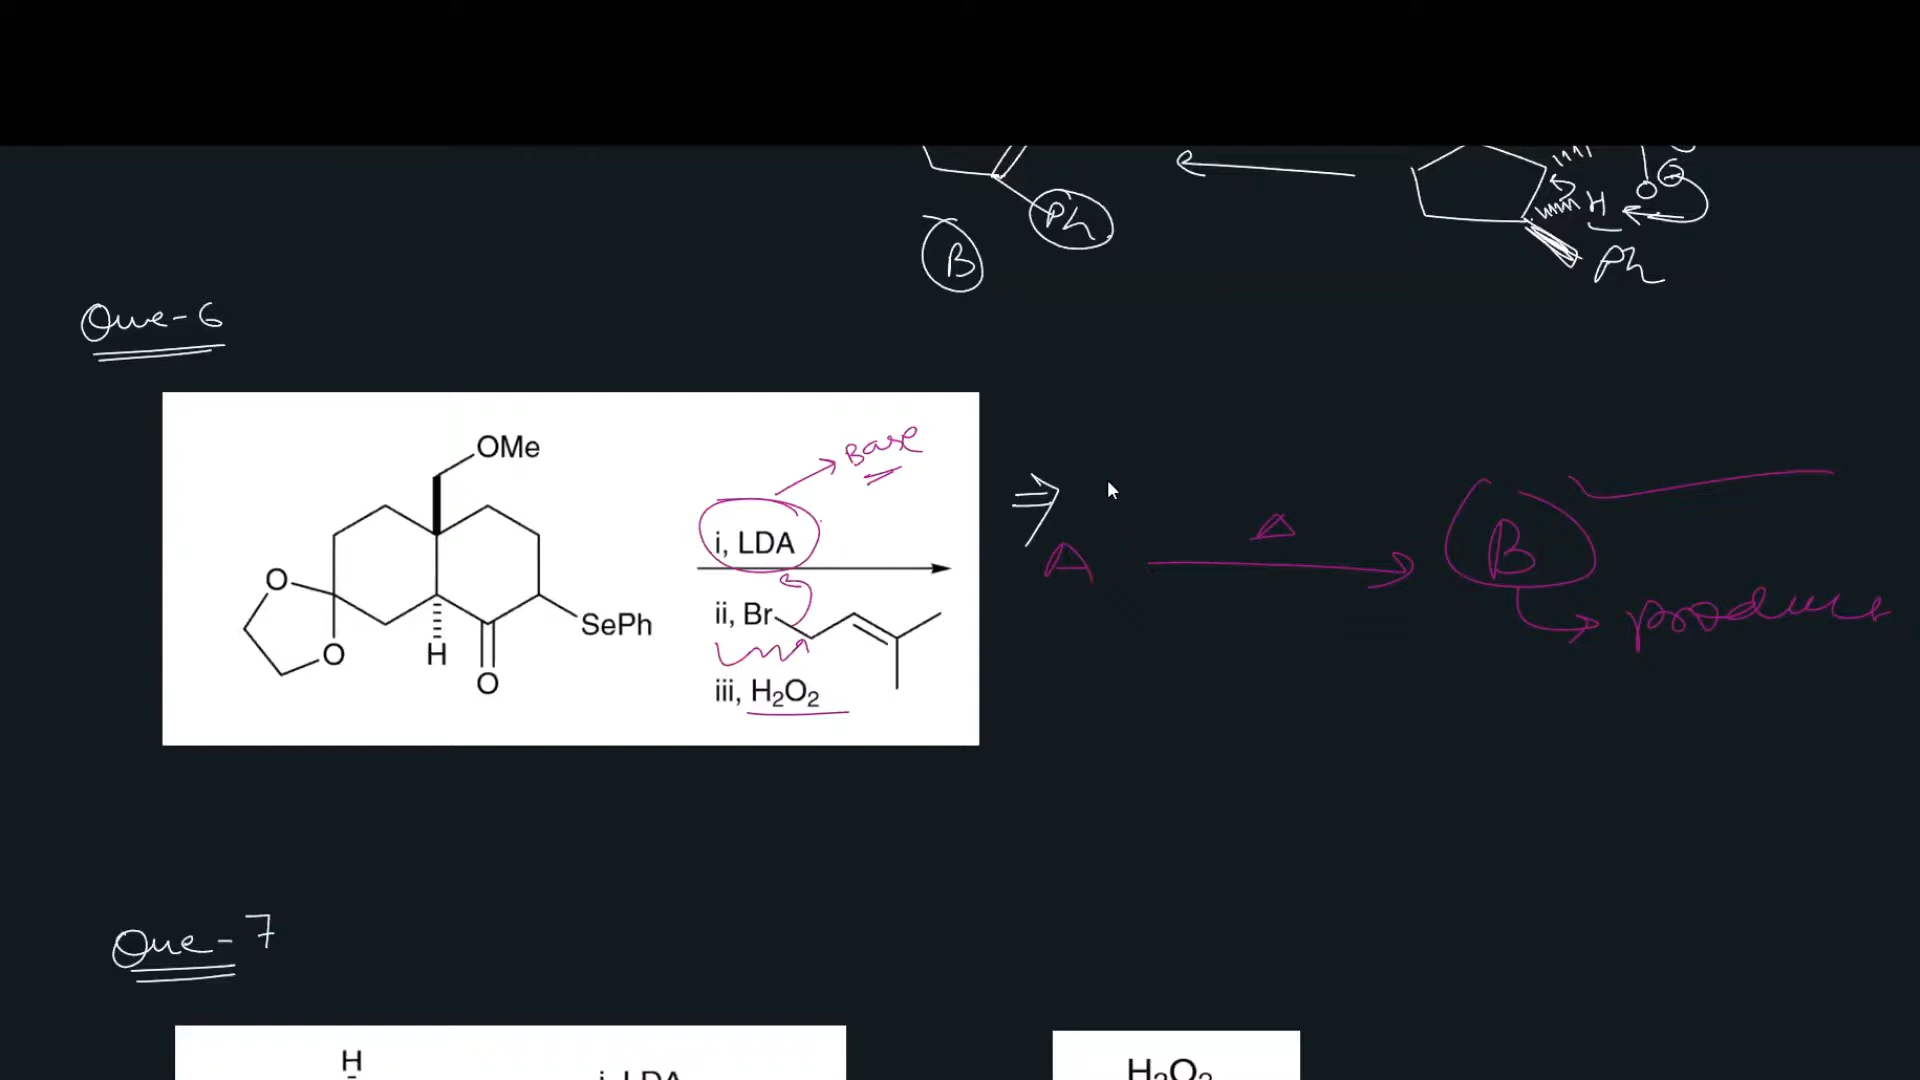 Ph
B
H
O
Ph
Que-6
OMe
Base
i, LDA
A
Δ
B
O
ii, Br
SePh
product
O
H
O
iii, H₂O₂
Que-7
H
i, LDA
H₂O₂